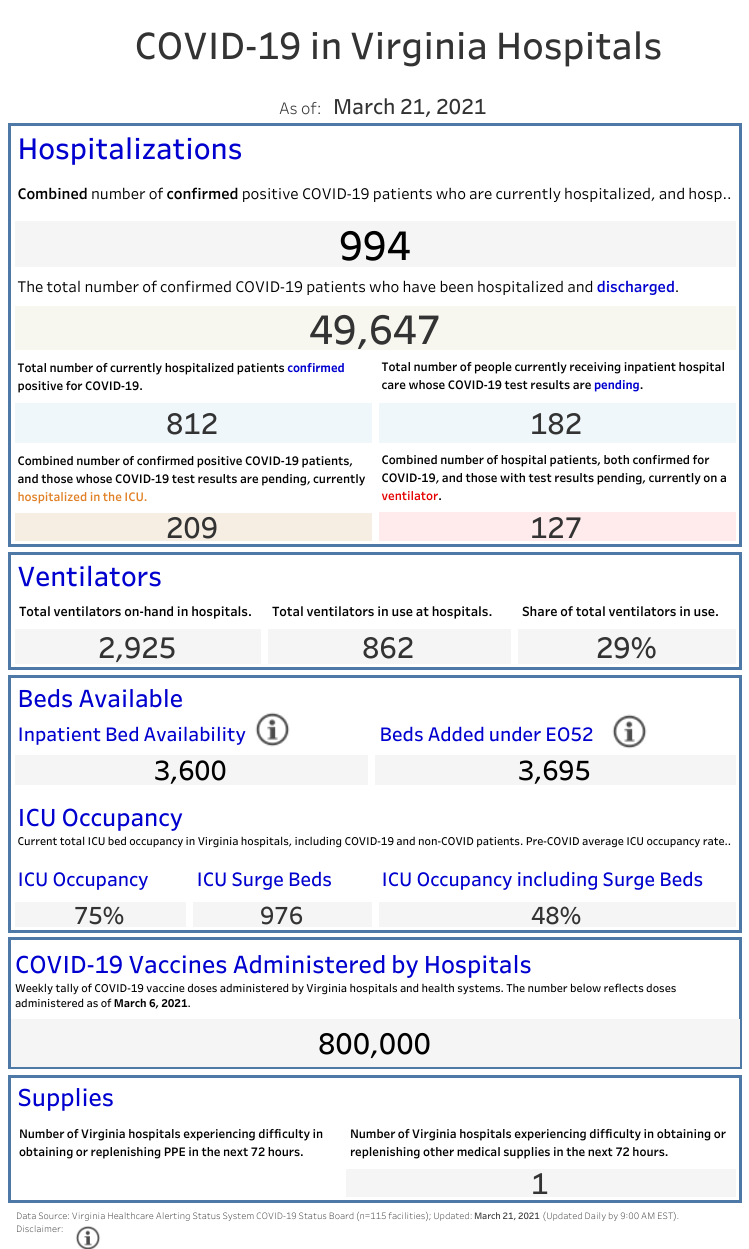 COVID-19 in Virginia Hospitals
As of: March 21, 2021
Hospitalizations
Combined number of confirmed positive COVID-19 patients who are currently hospitalized, and hosp..
994
The total number of confirmed COVID-19 patients who have been hospitalized and discharged.
49,647
Total number of currently hospitalized patients confirmed
positive for COVID-19.
Total number of people currently receiving inpatient hospital
care whose COVID-19 test results are pending.
812
182
Combined number of confirmed positive COVID-19 patients,
and those whose COVID-19 test results are pending, currently
hospitalized in the ICU.
Combined number of hospital patients, both confirmed for
COVID-19, and those with test results pending, currently on a
ventilator.
209
127
Ventilators
Total ventilators on-hand in hospitals.
Total ventilators in use at hospitals.
Share of total ventilators in use.
2,925
862
29%
Beds Available
Inpatient Bed Availability
Beds Added under EO52
3,600
3,695
ICU Occupancy
Current total ICU bed occupancy in Virginia hospitals, including COVID-19 and non-COVID patients. Pre-COVID average ICU occupancy rate..
ICU Occupancy
ICU Surge Beds
ICU Occupancy including Surge Beds
75%
976
48%
COVID-19 Vaccines Administered by Hospitals
Weekly tally of COVID-19 vaccine doses administered by Virginia hospitals and health systems. The number below reflects doses
administered as of March 6, 2021.
800,000
Supplies
Number of Virginia hospitals experiencing difficulty in
obtaining or replenishing PPE in the next 72 hours.
Number of Virginia hospitals experiencing difficulty in obtaining or
replenishing other medical supplies in the next 72 hours.
1
Data Source: Virginia Healthcare Alerting Status System COVID-19 Status Board (n=115 facilities); Updated: March 21, 2021 (Updated Daily by 9:00 AM EST).
Disclaimer: